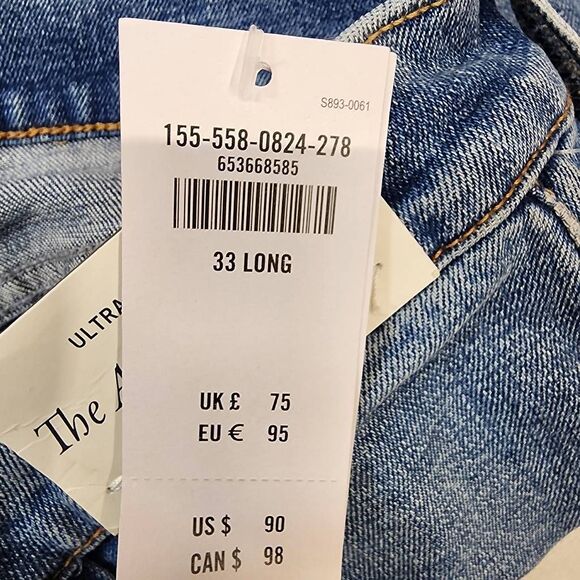 S893-0061
155-558-0824-278
653668585
33 LONG
ULTRA
The A
UK £ 75
EU € 95
US $ 90
CAN $ 98